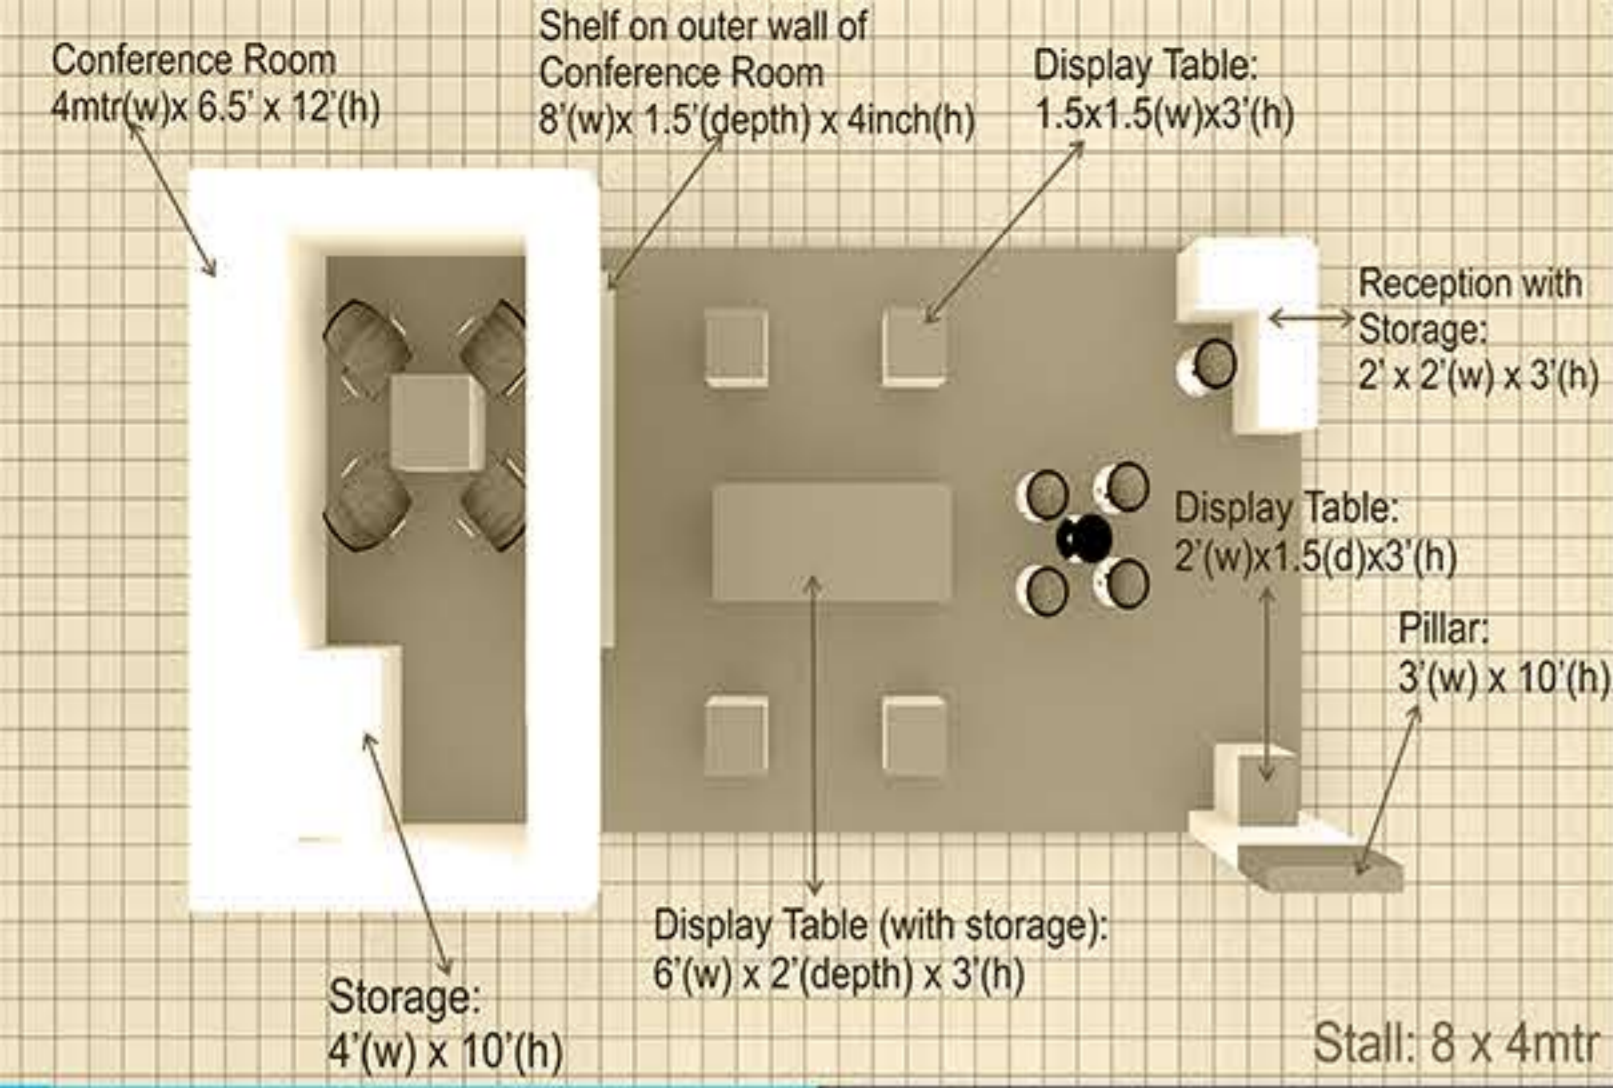 Conference Room
4mtr(w)x 6.5' x 12'(h)
Shelf on outer wall of
Conference Room
8'(w)x 1.5'(depth) x 4inch(h)
Display Table:
1.5x1.5(w)x3'(h)
Reception with
Storage:
2' x 2'(w) x 3'(h)
Display Table:
2'(w)x1.5(d)x3'(h)
Pillar:
3'(w) x 10'(h)
Display Table (with storage):
6'(w) x 2'(depth) x 3'(h)
Storage:
4'(w) x 10'(h)
Stall: 8 x 4mtr